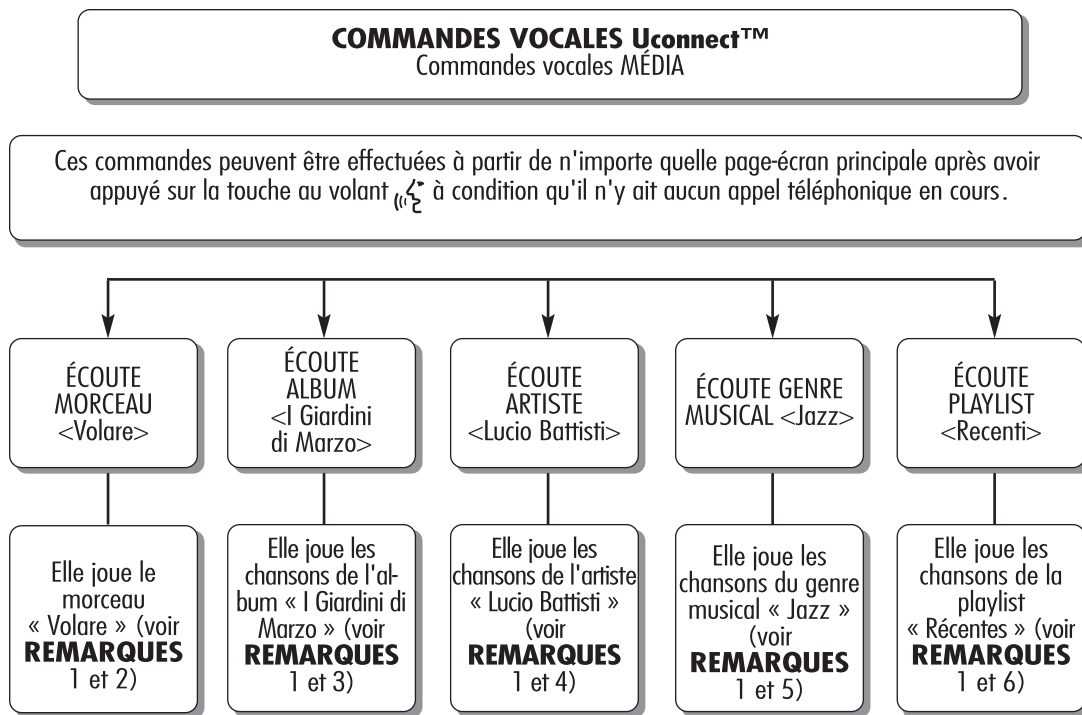 COMMANDES VOCALES Uconnect™
Commandes vocales MÉDIA
Ces commandes peuvent être effectuées à partir de n'importe quelle page-écran principale après avoir
appuyé sur la touche au volant à condition qu'il n'y ait aucun appel téléphonique en cours.
ÉCOUTE
MORCEAU
<Volare>
ÉCOUTE
ALBUM
<I Giardini
di Marzo>
ÉCOUTE
ARTISTE
<Lucio Battisti>
ÉCOUTE GENRE
MUSICAL <Jazz>
ÉCOUTE
PLAYLIST
<Recenti>
Elle joue le
morceau
« Volare » (voir
REMARQUES
1 et 2)
Elle joue les
chansons de l'al-
bum « I Giardini di
Marzo » (voir
REMARQUES
1 et 3)
Elle joue les
chansons de l'artiste
« Lucio Battisti »
(voir
REMARQUES
1 et 4)
Elle joue les
chansons du genre
musical « Jazz »
(voir
REMARQUES
1 et 5)
Elle joue les
chansons de la
playlist
« Récentes » (voir
REMARQUES
1 et 6)